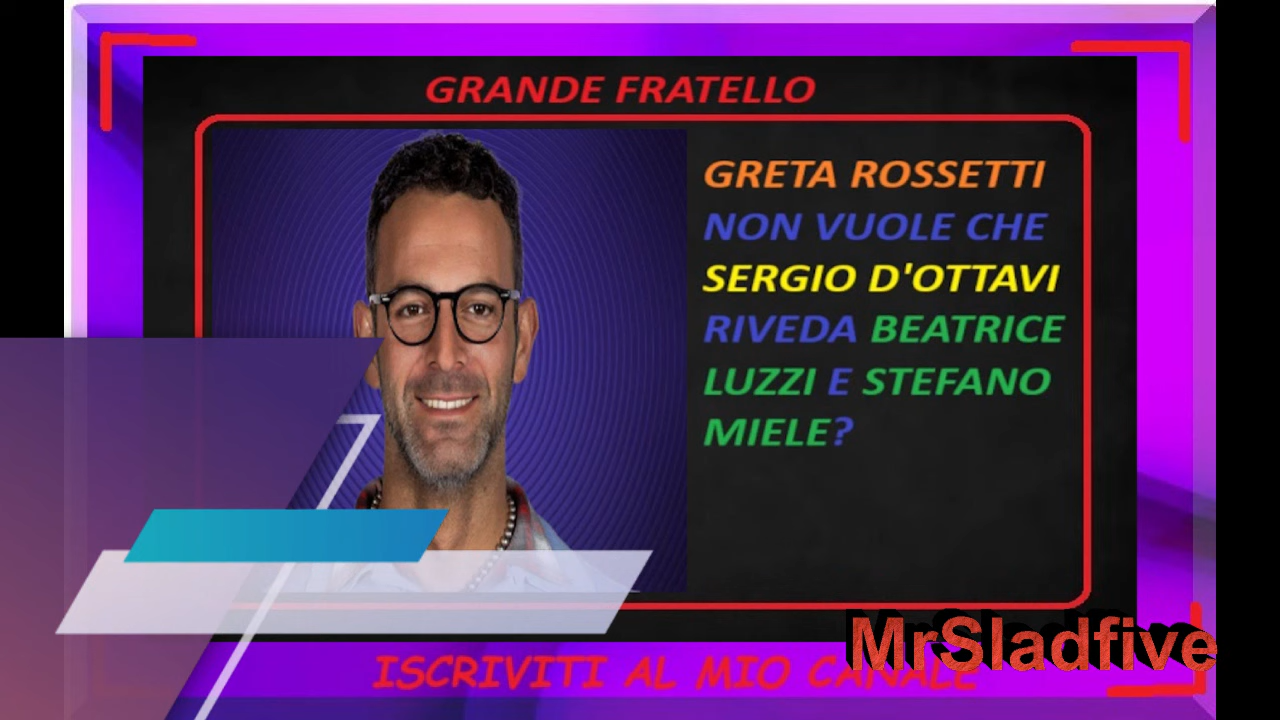 GRANDE FRATELLO
GRETA ROSSETTI
NON VUOLE CHE
SERGIO D'OTTAVI
RIVEDA BEATRICE
LUZZI E STEFANO
MIELE?
MrSladfive
ISCRIVITI AL MIO CANALE